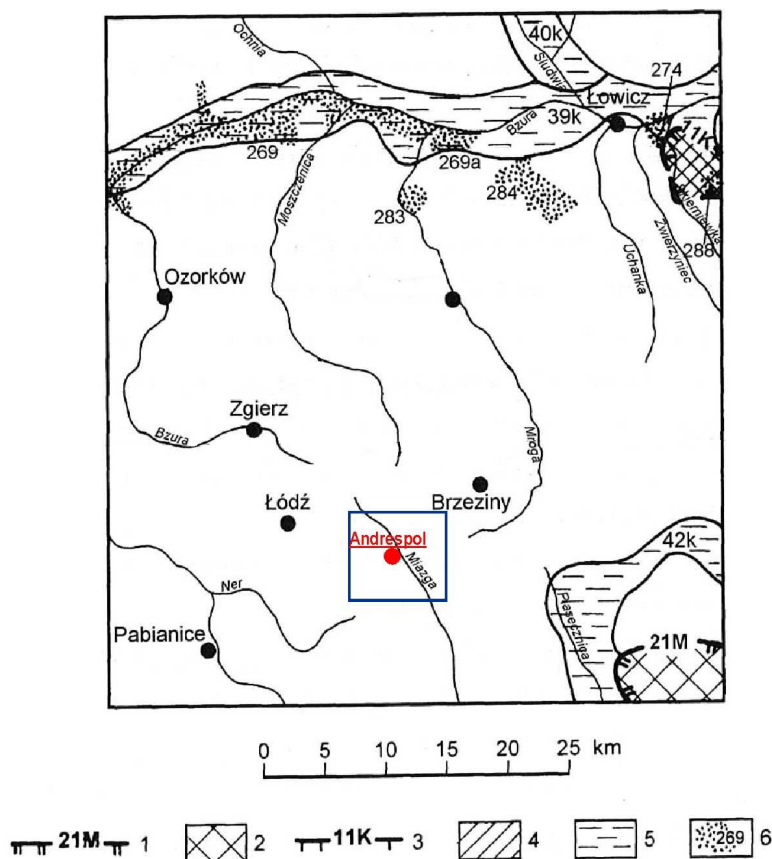 Ochnia
40k
Słudwia
274
Łowicz
Bzura
39k
11K
269
269a
Moszczenica
284
283
Skierniewka
Zwierzyniec
Uchanka
288
Ozorków
Zgierz
Bzura
Mroga
Łódź
Brzeziny
Andrespol
Miazga
42k
Ner
Piasecznica
Pabianice
21M
0 5 10 15 20 25 km
21M 1 2 11K 3 4 5 269 6